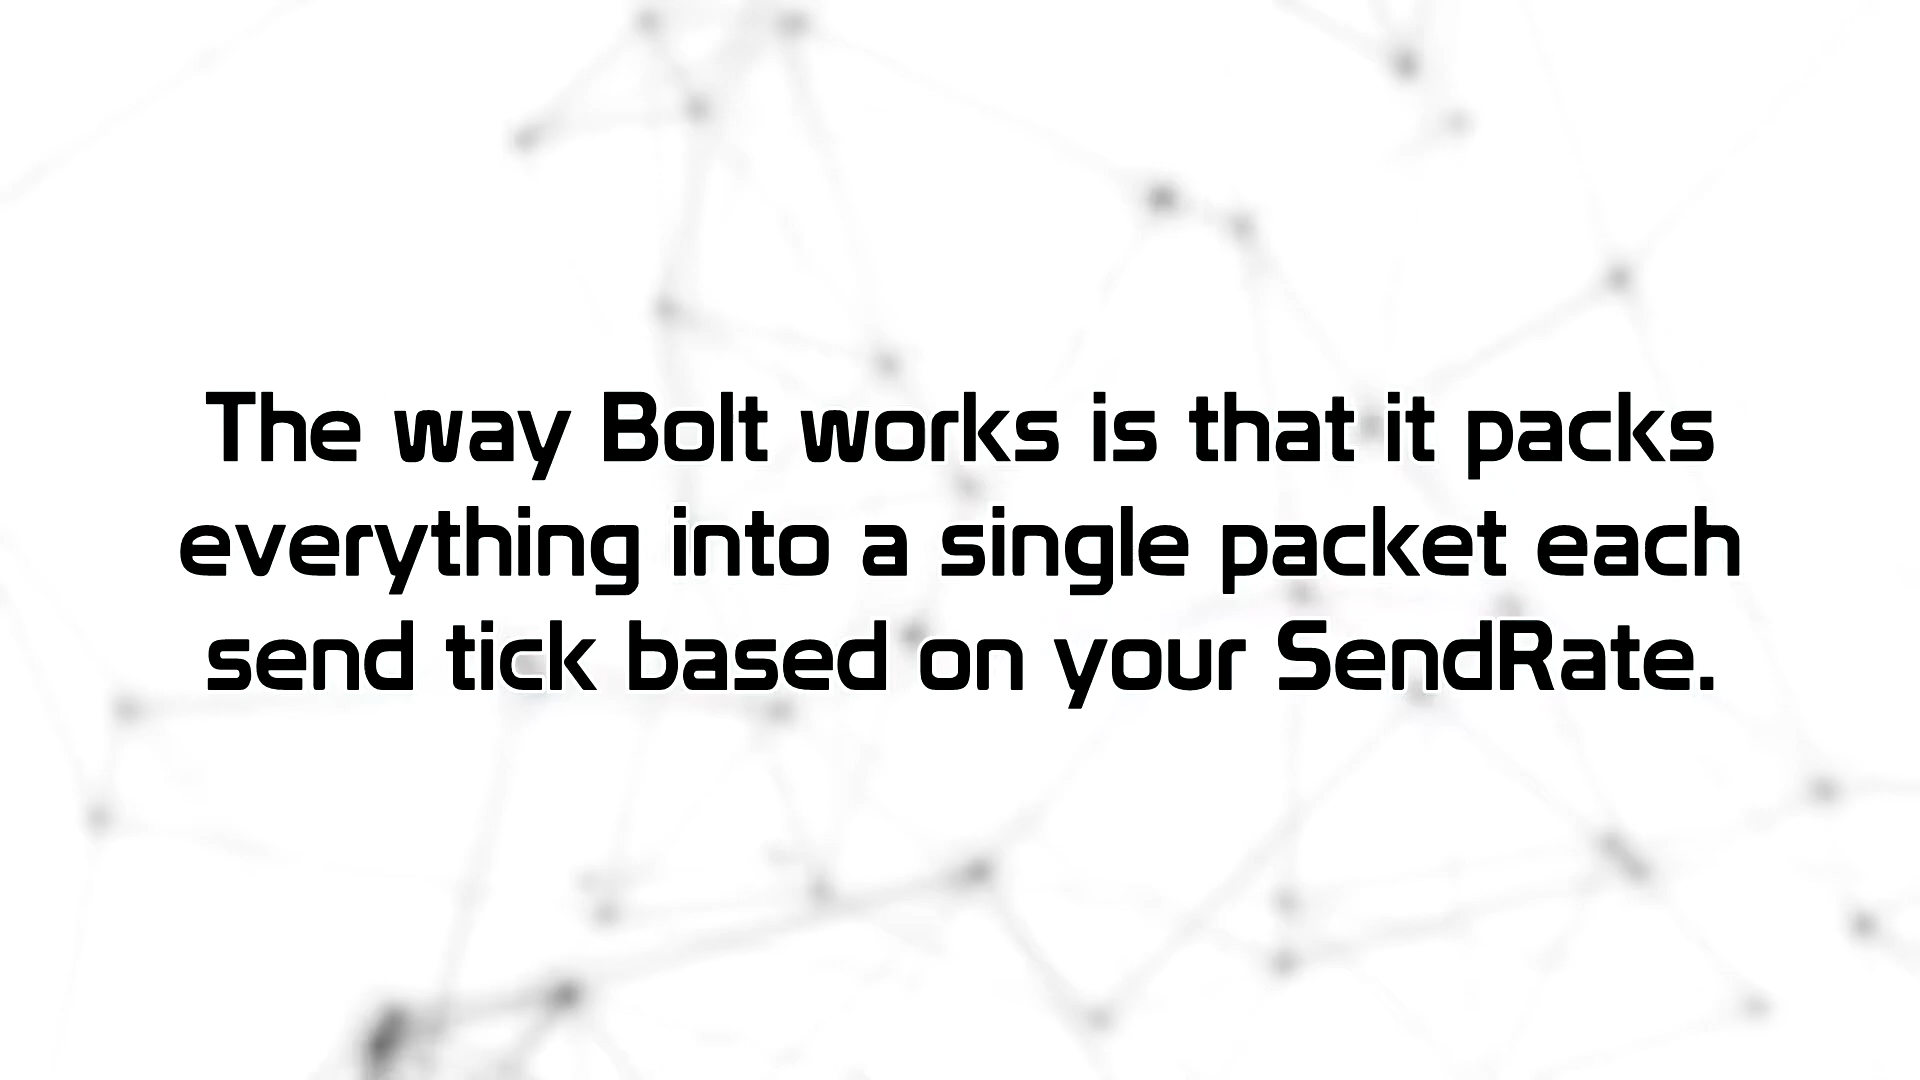 The way Bolt works is that it packs
everything into a single packet each
send tick based on your SendRate.